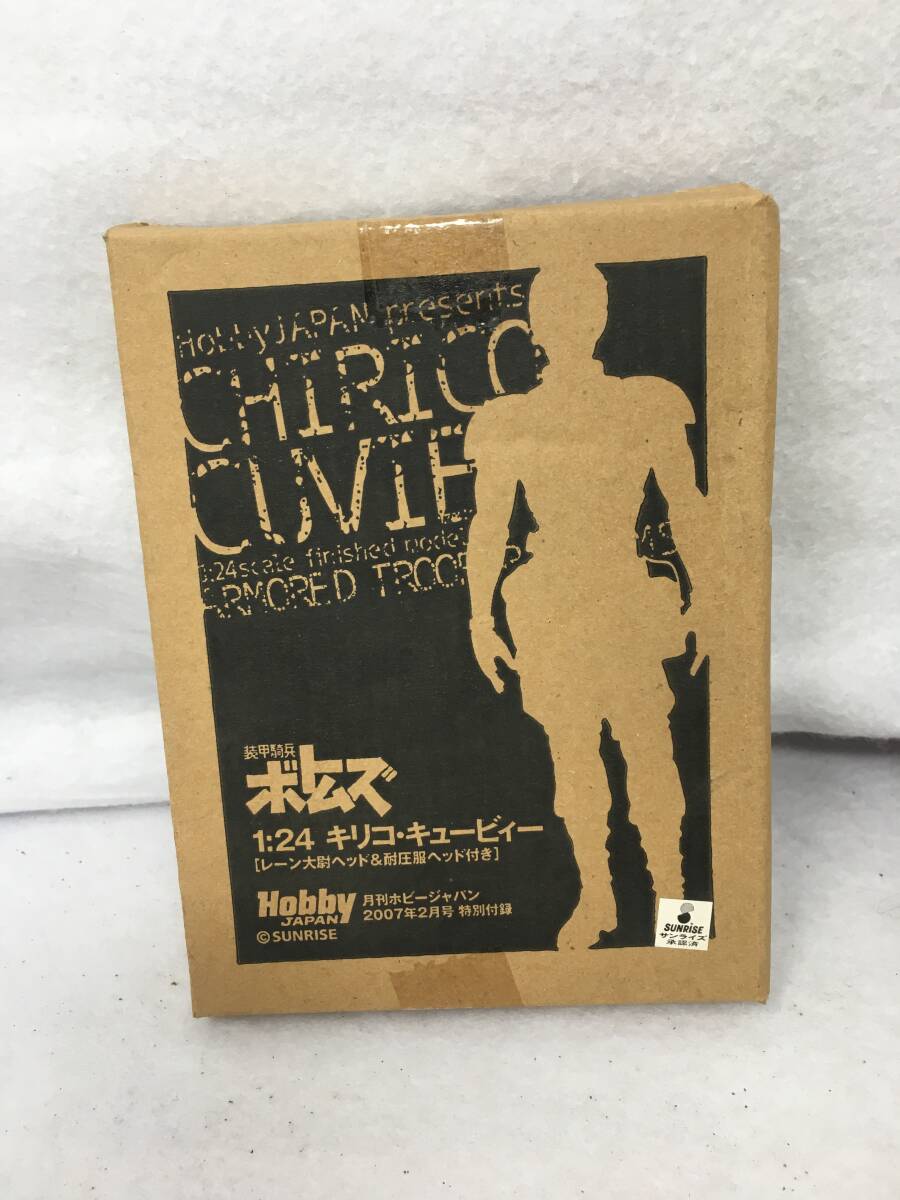 HobbyJAPAN presents
CHIRICO
CUVIE
1:24scale finished model
ARMORED TROOPER
装甲騎兵
ボトムズ
1:24 キリコ・キュービィー
[レーン大尉ヘッド&耐圧服ヘッド付き]
Hobby
JAPAN
月刊ホビージャパン
2007年2月号 特別付録
©SUNRISE
SUNRISE
サンライズ
承認済